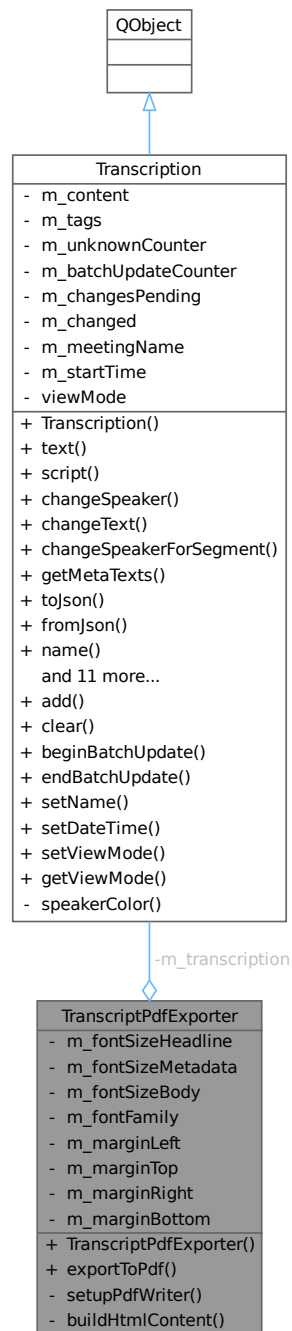 QObject
Transcription
- m_content
- m_tags
- m_unknownCounter
- m_batchUpdateCounter
- m_changesPending
- m_changed
- m_meetingName
- m_startTime
- viewMode
+ Transcription()
+ text()
+ script()
+ changeSpeaker()
+ changeText()
+ changeSpeakerForSegment()
+ getMetaTexts()
+ toJson()
+ fromJson()
+ name()
and 11 more...
+ add()
+ clear()
+ beginBatchUpdate()
+ endBatchUpdate()
+ setName()
+ setDateTime()
+ setViewMode()
+ getViewMode()
- speakerColor()
-m_transcription
TranscriptPdfExporter
- m_fontSizeHeadline
- m_fontSizeMetadata
- m_fontSizeBody
- m_fontFamily
- m_marginLeft
- m_marginTop
- m_marginRight
- m_marginBottom
+ TranscriptPdfExporter()
+ exportToPdf()
- setupPdfWriter()
- buildHtmlContent()